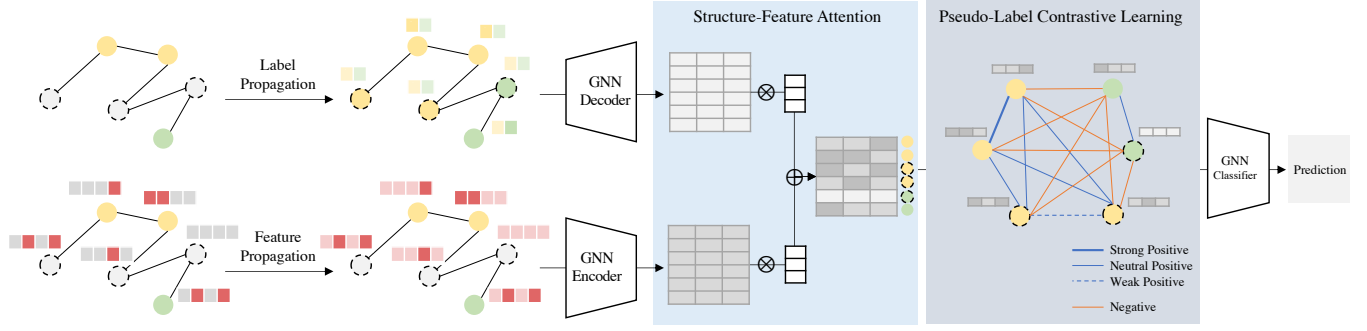 Structure-Feature Attention
Pseudo-Label Contrastive Learning
Label
Propagation
GNN
Decoder
GNN
Classifier
Prediction
Feature
Propagation
GNN
Encoder
Strong Positive
Neutral Positive
Weak Positive
Negative